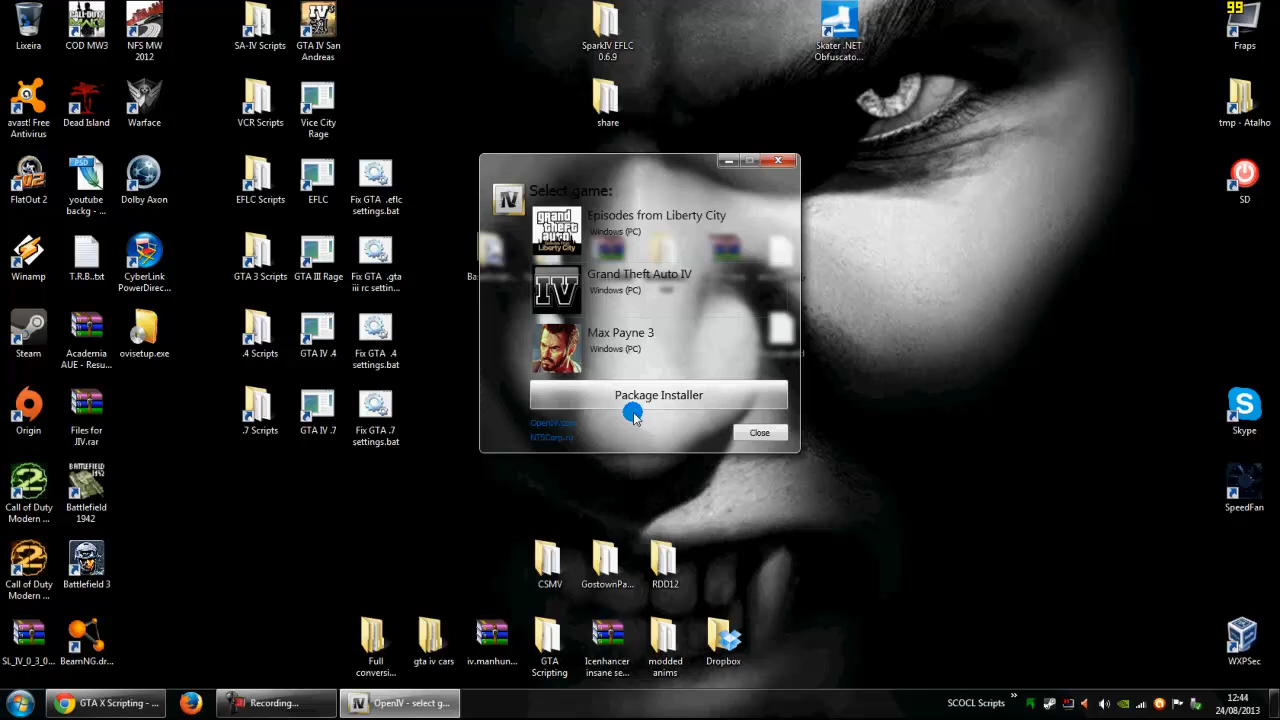 Lixeira
COD MW3
NFS MW
2012
SA-IV Scripts
GTA IV San
Andreas
SparkIV EFLC
0.6.9
Skater .NET
Obfuscato...
99
Fraps
avast! Free
Antivirus
Dead Island
Warface
VCR Scripts
Vice City
Rage
share
tmp - Atalho
FlatOut 2
PSD
youtube
backg - ...
Dolby Axon
EFLC Scripts
EFLC
Fix GTA .eflc
settings.bat
SD
Select game:
Episodes from Liberty City
Windows (PC)
Grand Theft Auto IV
Windows (PC)
Max Payne 3
Windows (PC)
Package Installer
OpenIV.com
NTSCorp.ru
Close
Winamp
T.R.B..txt
CyberLink
PowerDirec...
GTA 3 Scripts
GTA III Rage
Fix GTA .gta
iii rc settin...
Steam
Academia
AUE - Resu...
ovisetup.exe
.4 Scripts
GTA IV .4
Fix GTA .4
settings.bat
Origin
Files for
JIV.rar
.7 Scripts
GTA IV .7
Fix GTA .7
settings.bat
Skype
Call of Duty
Modern ...
Battlefield
1942
SpeedFan
Call of Duty
Modern ...
Battlefield 3
CSMV
GostownPa...
RDD12
SL_IV_0_3_0...
BeamNG.dr...
Full
conversi...
gta iv cars
iv.manhun...
GTA
Scripting
Icenhancer
insane se...
modded
anims
Dropbox
WXPSec
GTA X Scripting - ...
Recording...
OpenIV - select g...
SCOCL Scripts
12:44
24/08/2013